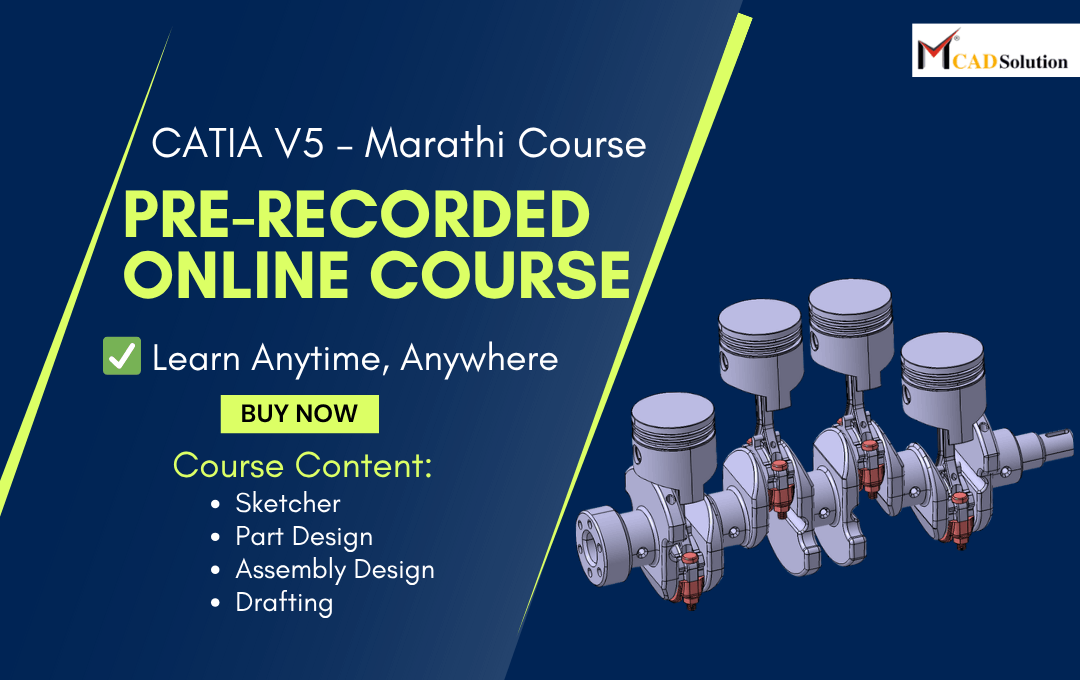 MCAD Solution
®
CATIA V5 – Marathi Course
PRE-RECORDED
ONLINE COURSE
✅ Learn Anytime, Anywhere
BUY NOW
Course Content:
• Sketcher
• Part Design
• Assembly Design
• Drafting